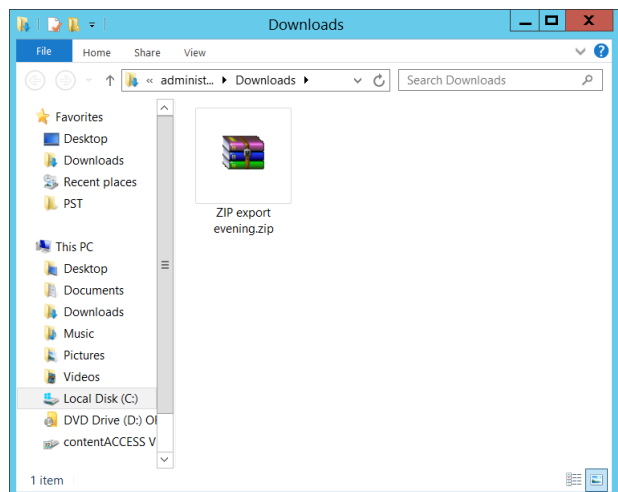 Downloads
X
File Home Share View
?
« administ... Downloads Search Downloads
Favorites
Desktop
Downloads
Recent places
PST
This PC
Desktop
Documents
Downloads
Music
Pictures
Videos
Local Disk (C:)
DVD Drive (D:)
contentACCESS V
ZIP export
evening.zip
1 item